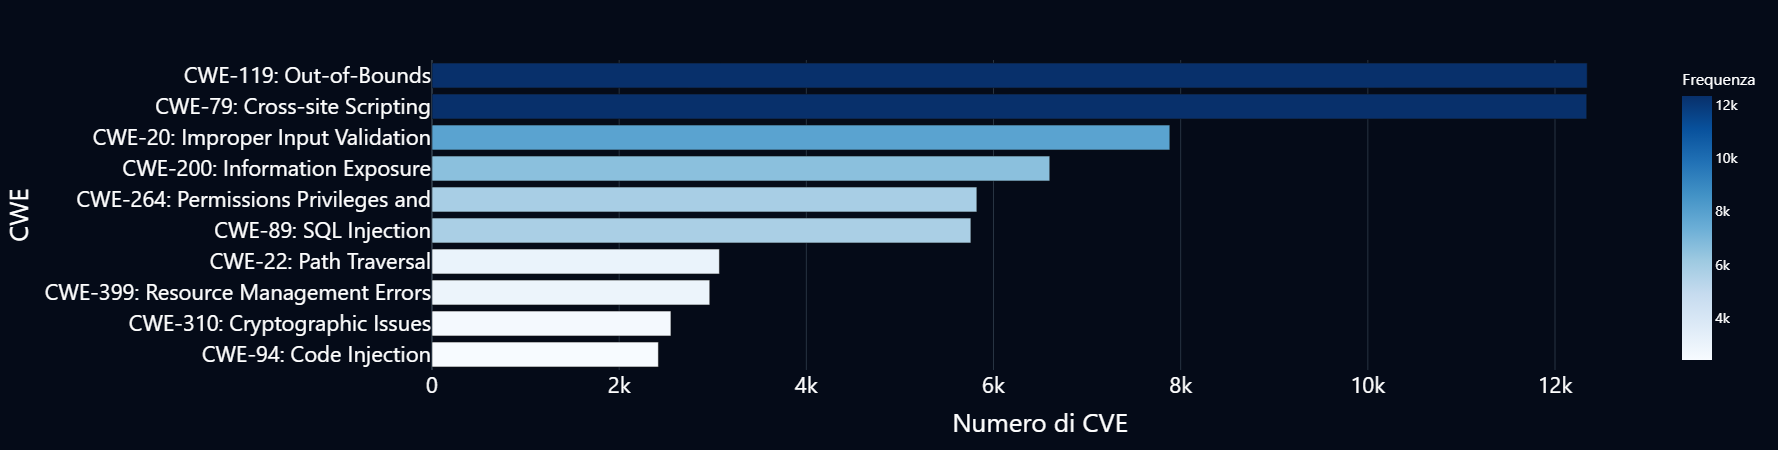 CWE-119: Out-of-Bounds
CWE-79: Cross-site Scripting
CWE-20: Improper Input Validation
CWE-200: Information Exposure
CWE-264: Permissions Privileges and
CWE-89: SQL Injection
CWE-22: Path Traversal
CWE-399: Resource Management Errors
CWE-310: Cryptographic Issues
CWE-94: Code Injection
CWE
0 2k 4k 6k 8k 10k 12k
Numero di CVE
Frequenza
12k
10k
8k
6k
4k